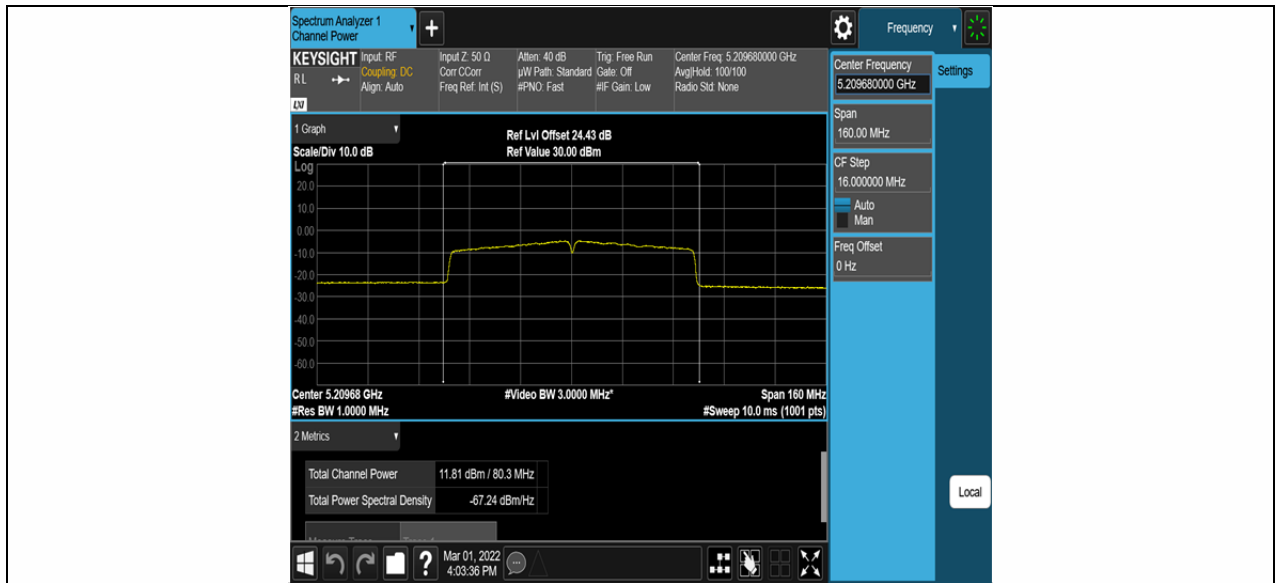 Spectrum Analyzer 1
Channel Power
+
Frequency
KEYSIGHT
RL
LXI
Input: RF
Coupling: DC
Align: Auto
Input Z: 50 Ω
Corr CCorr
Freq Ref: Int (S)
Atten: 40 dB
µW Path: Standard
#PNO: Fast
Trig: Free Run
Gate: Off
#IF Gain: Low
Center Freq: 5.209680000 GHz
Avg|Hold: 100/100
Radio Std: None
Center Frequency
5.209680000 GHz
Settings
Span
160.00 MHz
CF Step
16.000000 MHz
Auto
Man
Freq Offset
0 Hz
Local
1 Graph
Ref Lvl Offset 24.43 dB
Scale/Div 10.0 dB
Ref Value 30.00 dBm
Log
20.0
10.0
0.00
-10.0
-20.0
-30.0
-40.0
-50.0
-60.0
Center 5.20968 GHz
#Video BW 3.0000 MHz*
Span 160 MHz
#Res BW 1.0000 MHz
#Sweep 10.0 ms (1001 pts)
2 Metrics
Total Channel Power 11.81 dBm / 80.3 MHz
Total Power Spectral Density -67.24 dBm/Hz
?
Mar 01, 2022
4:03:36 PM